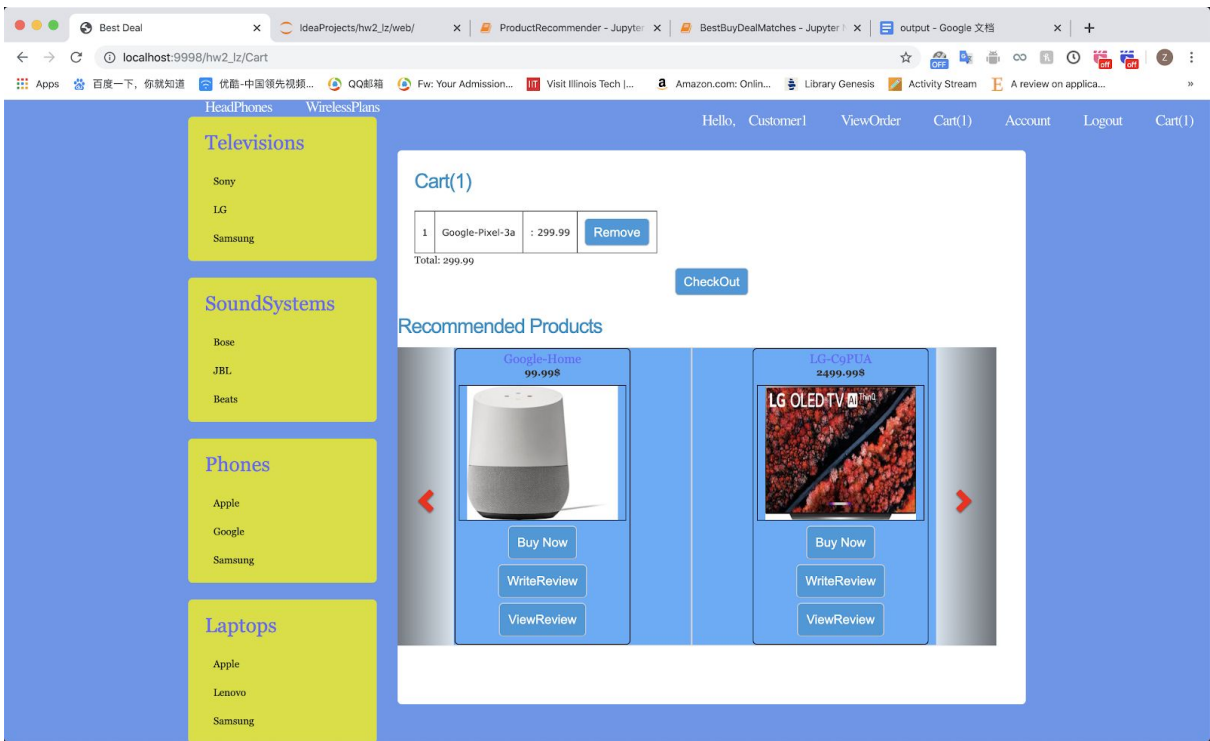 Best Deal
IdeaProjects/hw2_lz/web/
ProductRecommender - Jupyter
BestBuyDealMatches - Jupyter
output - Google 文档
localhost:9998/hw2_lz/Cart
OFF
off
off
Z
Apps
百度一下，你就知道
优酷-中国领先视频...
QQ邮箱
Fw: Your Admission...
Visit Illinois Tech |...
Amazon.com: Onlin...
Library Genesis
Activity Stream
A review on applica...
»
HeadPhones WirelessPlans
Hello, Customer1 ViewOrder Cart(1) Account Logout Cart(1)
Televisions
Sony
LG
Samsung
SoundSystems
Bose
JBL
Beats
Phones
Apple
Google
Samsung
Laptops
Apple
Lenovo
Samsung
Cart(1)
1 Google-Pixel-3a : 299.99 Remove
Total: 299.99
CheckOut
Recommended Products
Google-Home
99.99$
Buy Now
WriteReview
ViewReview
LG-C9PUA
2499.99$
LG OLED TV AI ThinQ
Buy Now
WriteReview
ViewReview